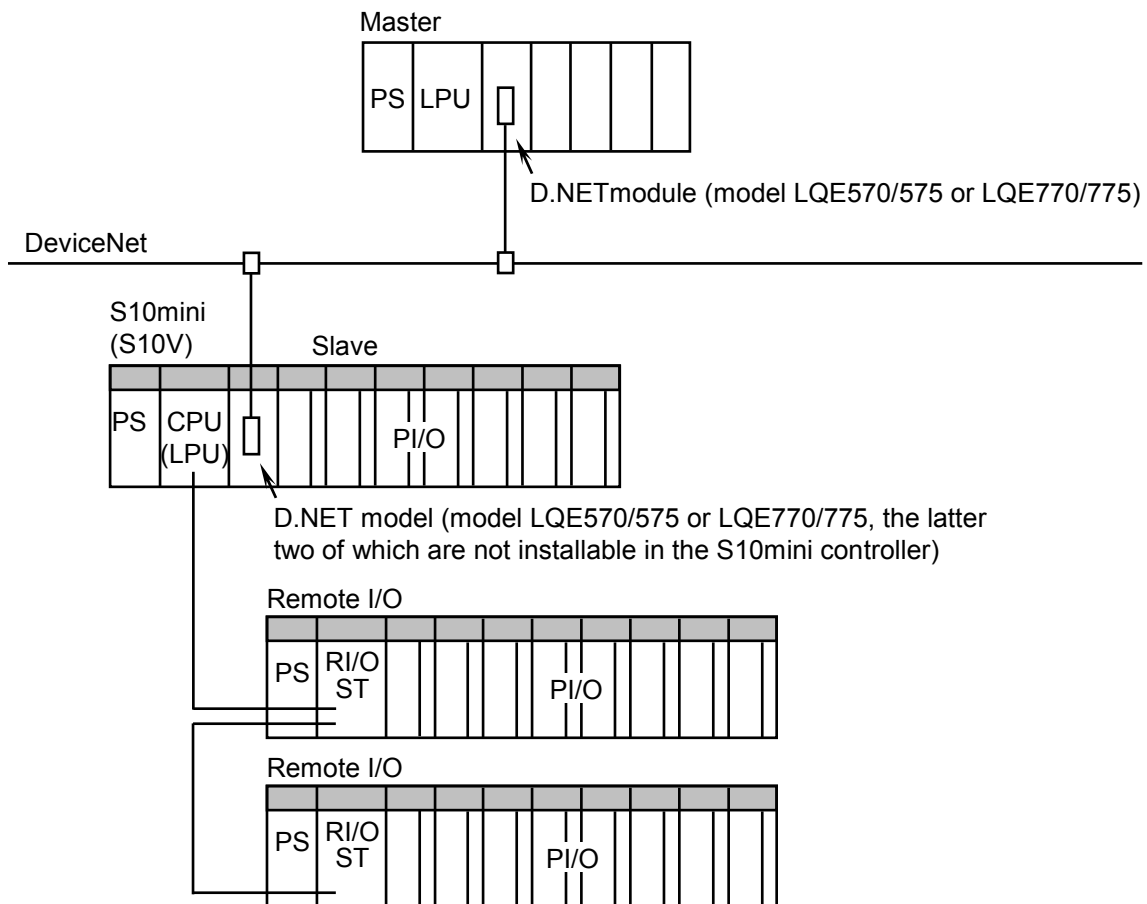 Master
PS LPU
D.NETmodule (model LQE570/575 or LQE770/775)
DeviceNet
S10mini
(S10V) Slave
PS CPU
(LPU)
PI/O
D.NET model (model LQE570/575 or LQE770/775, the latter
two of which are not installable in the S10mini controller)
Remote I/O
PS RI/O
ST
PI/O
Remote I/O
PS RI/O
ST
PI/O